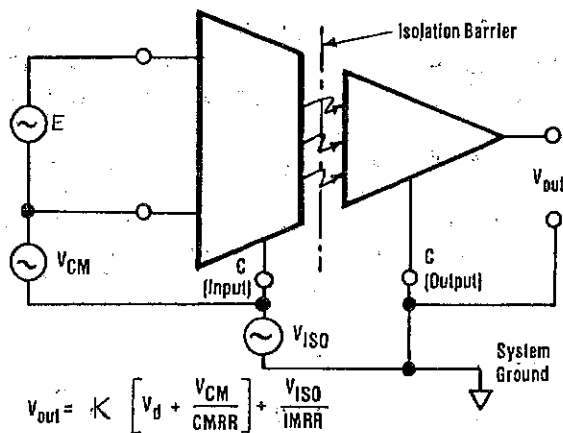 Isolation Barrier
E
V_CM
C
(Input)
V_ISO
C
(Output)
V_out
System
Ground
V_out = K [V_d + V_CM/CMRR] + V_ISO/IMRR